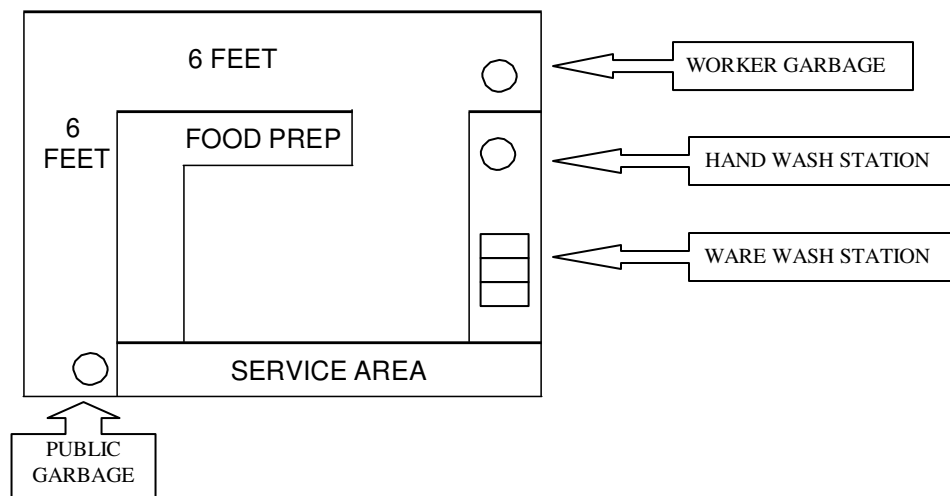 6 FEET
WORKER GARBAGE
6
FEET
FOOD PREP
HAND WASH STATION
WARE WASH STATION
SERVICE AREA
PUBLIC
GARBAGE